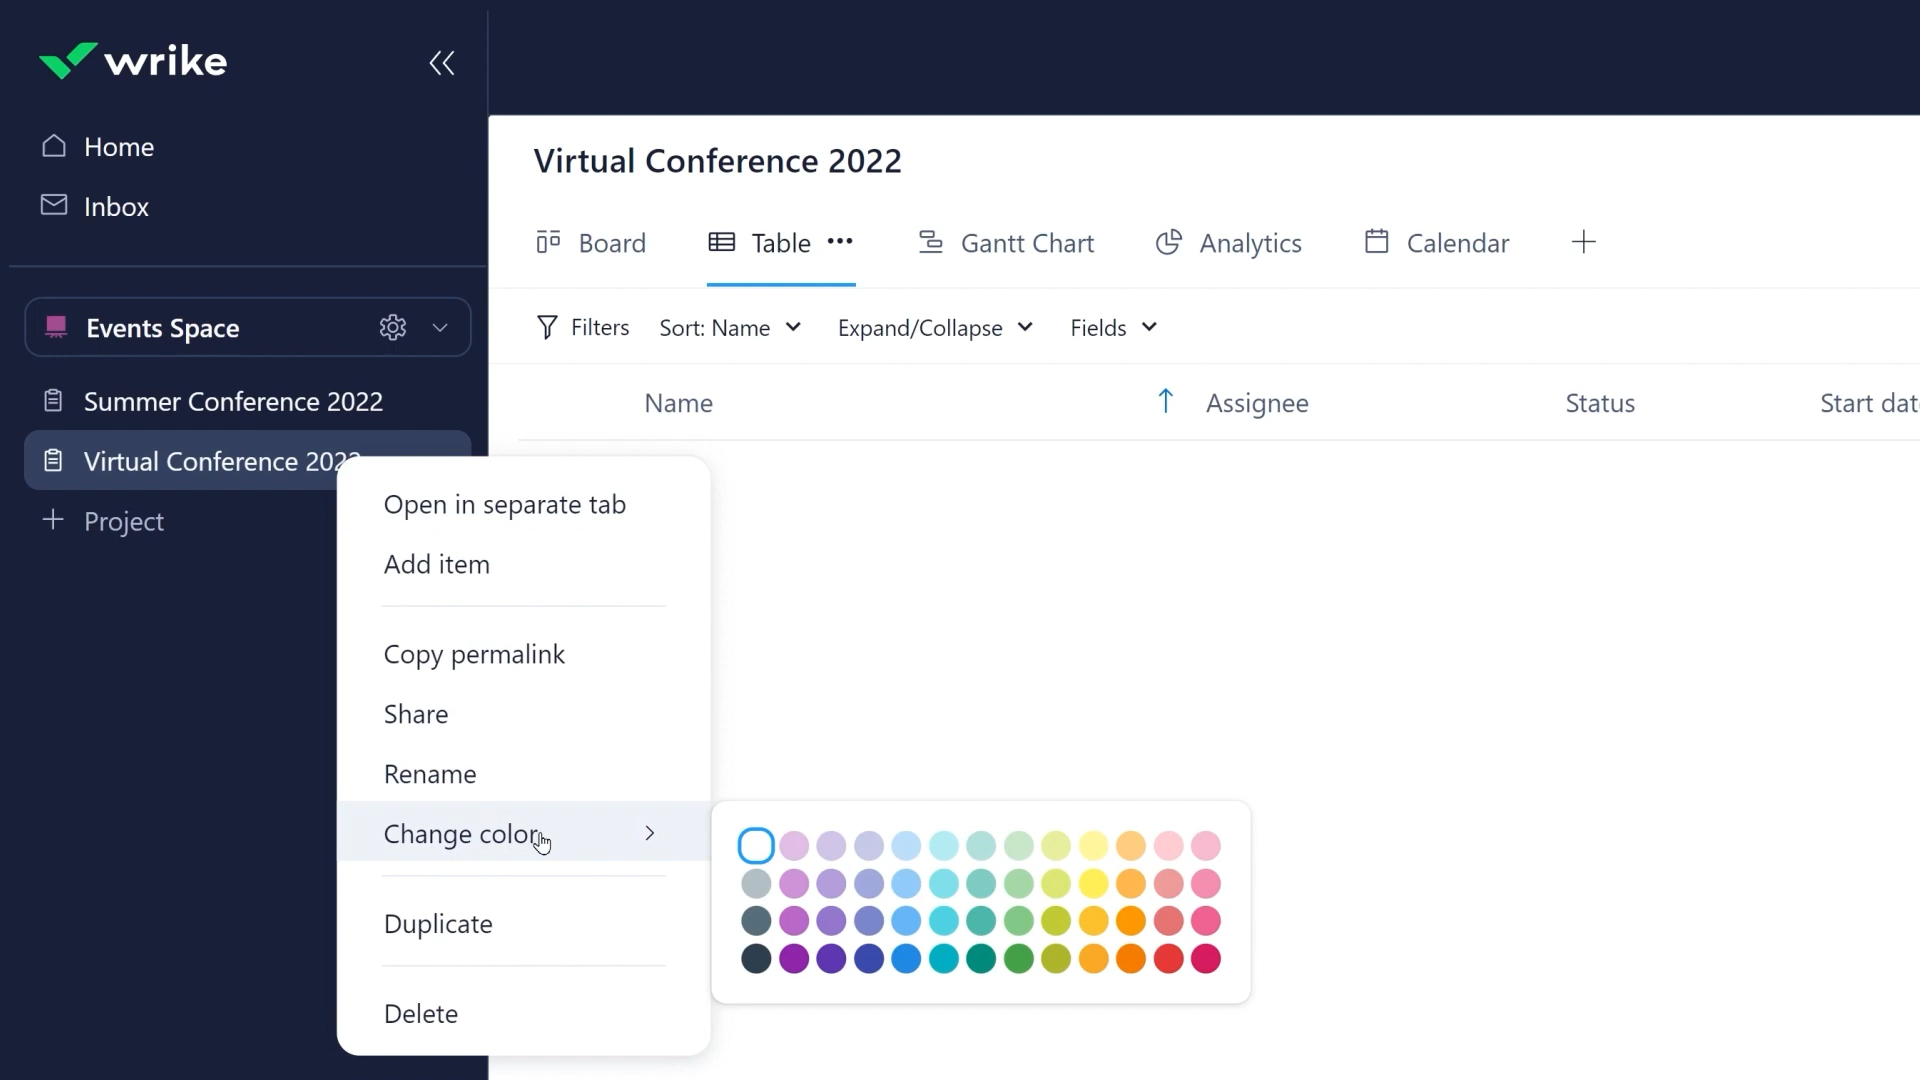 wrike
Home
Inbox
Events Space
Summer Conference 2022
Virtual Conference 2022
Project
Virtual Conference 2022
Board
Table
Gantt Chart
Analytics
Calendar
Filters
Sort: Name
Expand/Collapse
Fields
Name
Assignee
Status
Start dat
Open in separate tab
Add item
Copy permalink
Share
Rename
Change color
Duplicate
Delete